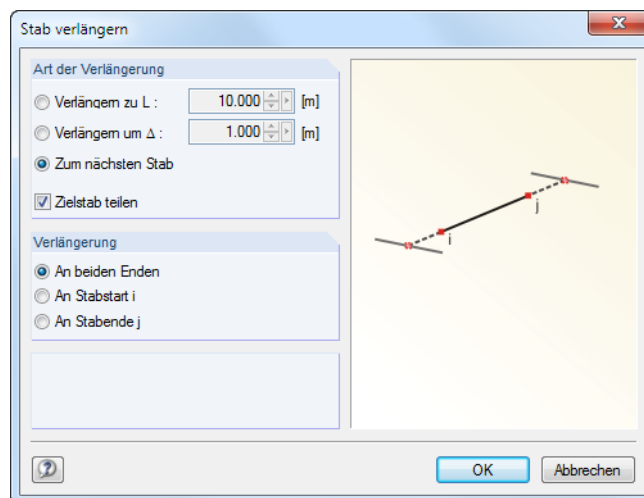 Stab verlängern
Art der Verlängerung
Verlängern zu L : 10.000 [m]
Verlängern um Δ : 1.000 [m]
Zum nächsten Stab
Zielstab teilen
Verlängerung
An beiden Enden
An Stabstart i
An Stabende j
i
j
OK
Abbrechen